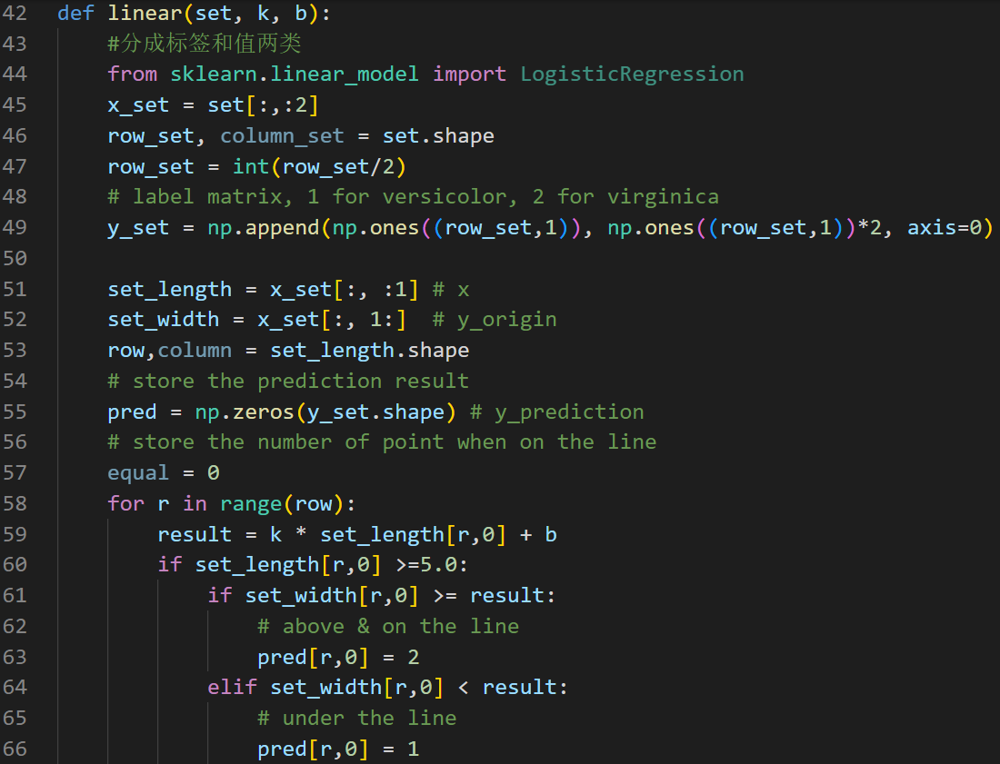 42 def linear(set, k, b):
43     #分成标签和值两类
44     from sklearn.linear_model import LogisticRegression
45     x_set = set[:,:2]
46     row_set, column_set = set.shape
47     row_set = int(row_set/2)
48     # label matrix, 1 for versicolor, 2 for virginica
49     y_set = np.append(np.ones((row_set,1)), np.ones((row_set,1))*2, axis=0)
50
51     set_length = x_set[:, :1] # x
52     set_width = x_set[:, 1:]  # y_origin
53     row,column = set_length.shape
54     # store the prediction result
55     pred = np.zeros(y_set.shape) # y_prediction
56     # store the number of point when on the line
57     equal = 0
58     for r in range(row):
59         result = k * set_length[r,0] + b
60         if set_length[r,0] >=5.0:
61             if set_width[r,0] >= result:
62                 # above & on the line
63                 pred[r,0] = 2
64             elif set_width[r,0] < result:
65                 # under the line
66                 pred[r,0] = 1